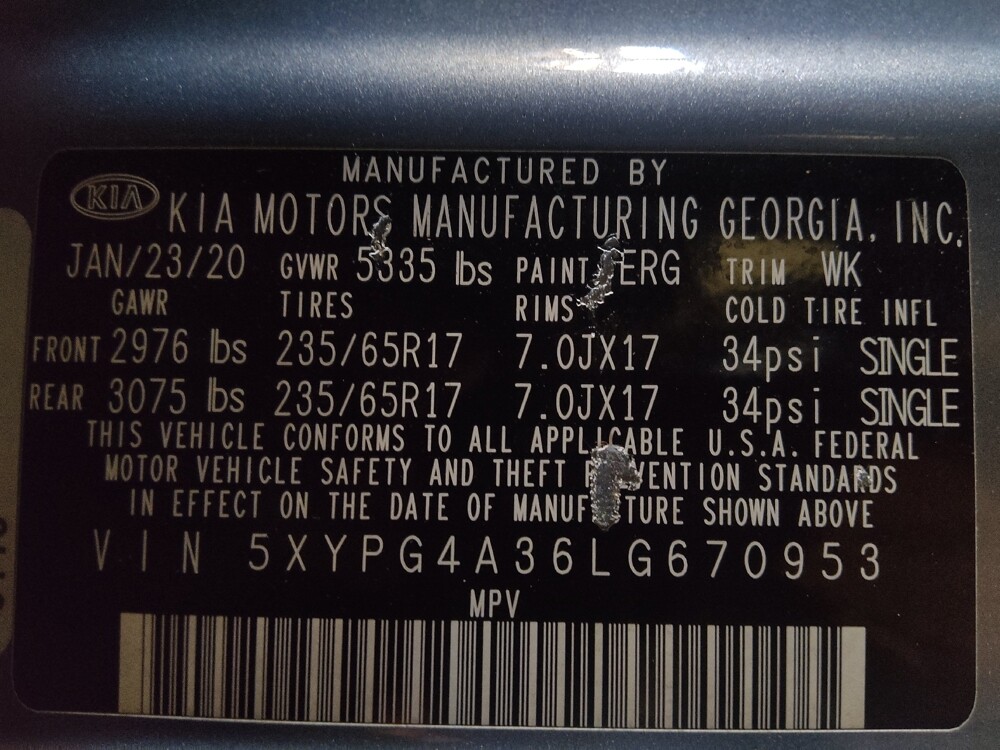 MANUFACTURED BY
KIA KIA MOTORS MANUFACTURING GEORGIA, INC.
JAN/23/20 GVWR 5335 lbs PAINT ERG TRIM WK
GAWR TIRES RIMS COLD TIRE INFL
FRONT 2976 lbs 235/65R17 7.0JX17 34psi SINGLE
REAR 3075 lbs 235/65R17 7.0JX17 34psi SINGLE
THIS VEHICLE CONFORMS TO ALL APPLICABLE U.S.A. FEDERAL
MOTOR VEHICLE SAFETY AND THEFT PREVENTION STANDARDS
IN EFFECT ON THE DATE OF MANUFACTURE SHOWN ABOVE
VIN 5XYPG4A36LG670953
MPV